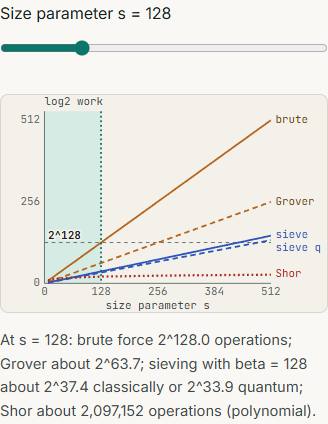 Size parameter s = 128
log2 work
512
brute
256
Grover
2^128
sieve
sieve q
Shor
0
0 128 256 384 512
size parameter s
At s = 128: brute force 2^128.0 operations;
Grover about 2^63.7; sieving with beta = 128
about 2^37.4 classically or 2^33.9 quantum;
Shor about 2,097,152 operations (polynomial).